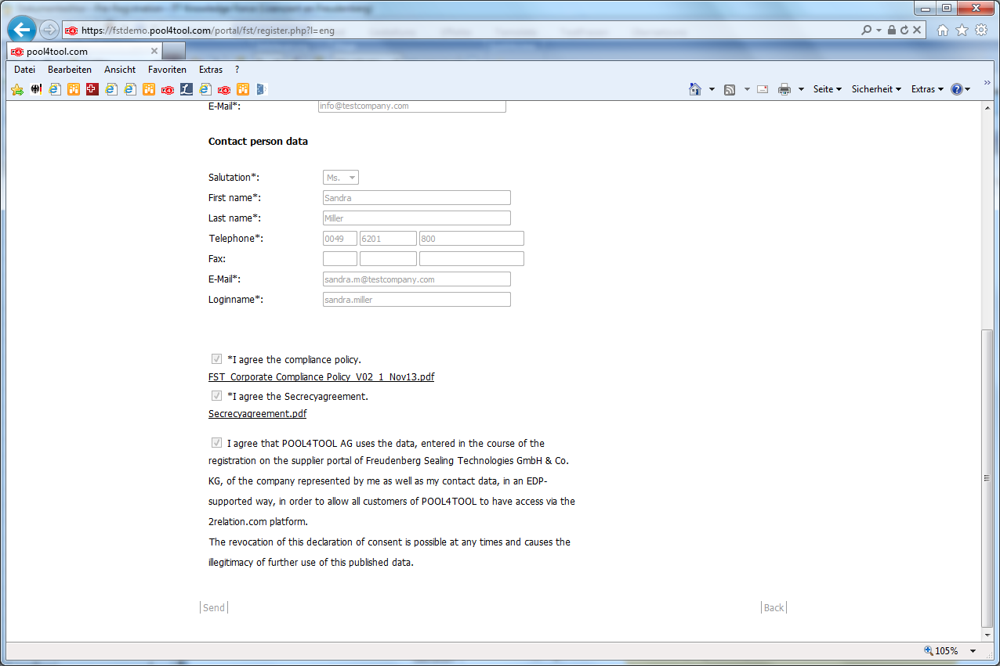 https://fstdemo.pool4tool.com/portal/fst/register.php?l=eng
pool4tool.com
Datei Bearbeiten Ansicht Favoriten Extras ?
Seite Sicherheit Extras
E-Mail*: info@testcompany.com
Contact person data
Salutation*: Ms.
First name*: Sandra
Last name*: Miller
Telephone*: 0049 6201 800
Fax:
E-Mail*: sandra.m@testcompany.com
Loginname*: sandra.miller
*I agree the compliance policy.
FST_Corporate Compliance Policy_V02_1_Nov13.pdf
*I agree the Secrecyagreement.
Secrecyagreement.pdf
I agree that POOL4TOOL AG uses the data, entered in the course of the
registration on the supplier portal of Freudenberg Sealing Technologies GmbH & Co.
KG, of the company represented by me as well as my contact data, in an EDP-
supported way, in order to allow all customers of POOL4TOOL to have access via the
2relation.com platform.
The revocation of this declaration of consent is possible at any times and causes the
illegitimacy of further use of this published data.
Send Back
105%